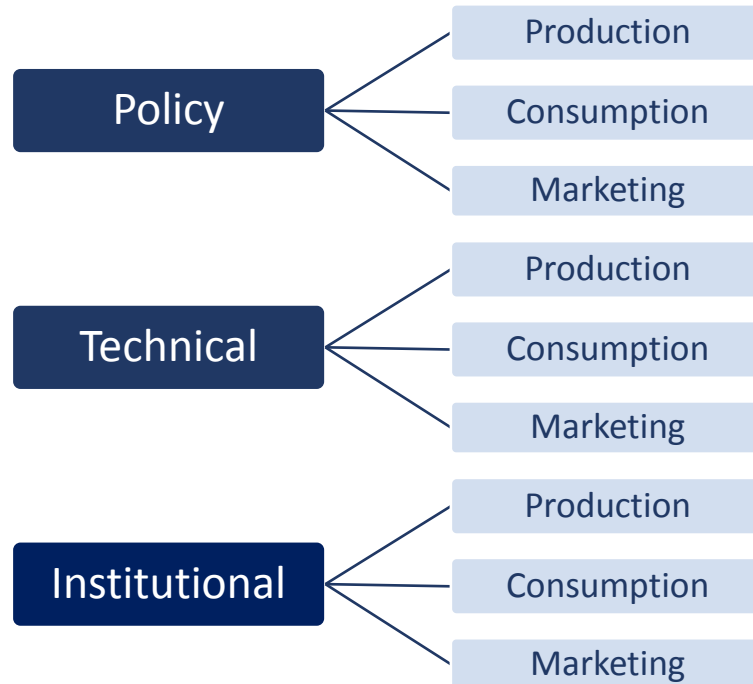 Policy
Production
Consumption
Marketing
Technical
Production
Consumption
Marketing
Institutional
Production
Consumption
Marketing